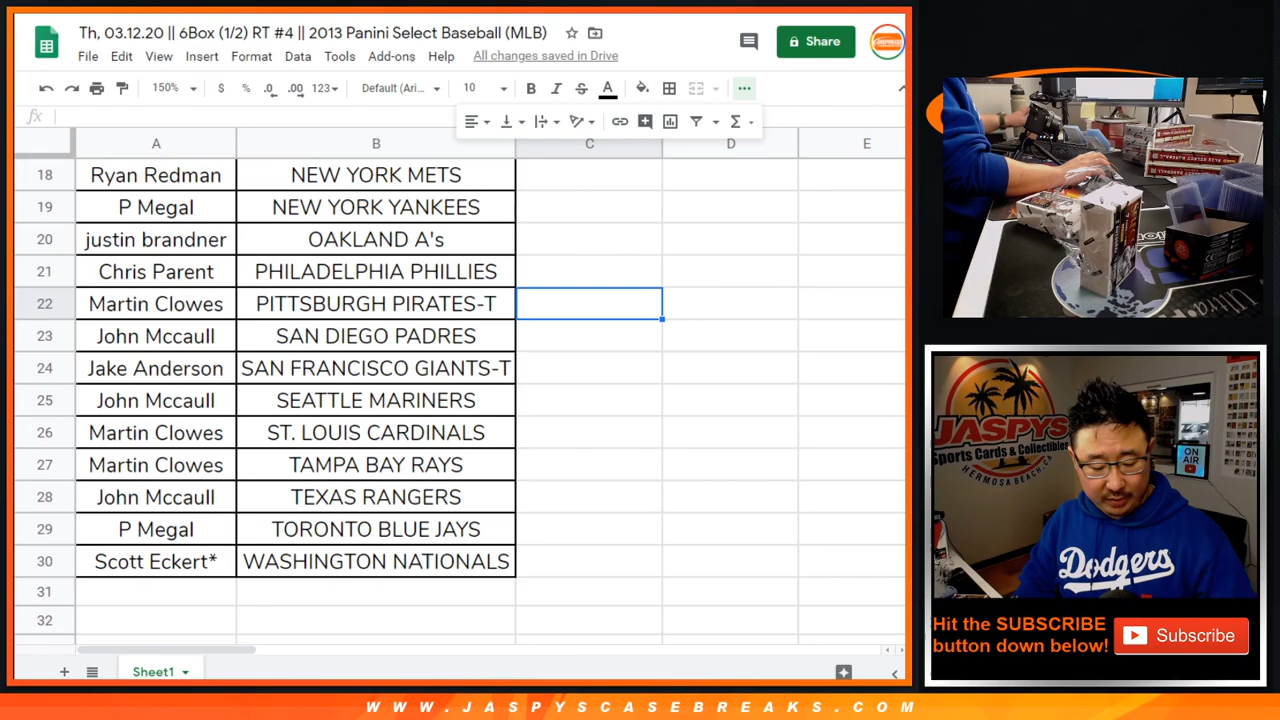 Th, 03.12.20 || 6Box (1/2) RT #4 || 2013 Panini Select Baseball (MLB)
File Edit View Insert Format Data Tools Add-ons Help All changes saved in Drive
Share
150% $ % .0 .00 123 Default (Ari... 10 B I S A
fx
A B C D E
18 Ryan Redman NEW YORK METS
19 P Megal NEW YORK YANKEES
20 justin brandner OAKLAND A's
21 Chris Parent PHILADELPHIA PHILLIES
22 Martin Clowes PITTSBURGH PIRATES-T
23 John Mccaull SAN DIEGO PADRES
24 Jake Anderson SAN FRANCISCO GIANTS-T
25 John Mccaull SEATTLE MARINERS
26 Martin Clowes ST. LOUIS CARDINALS
27 Martin Clowes TAMPA BAY RAYS
28 John Mccaull TEXAS RANGERS
29 P Megal TORONTO BLUE JAYS
30 Scott Eckert* WASHINGTON NATIONALS
31
32
Sheet1
JASPYS
Sports Cards & Collectibles
HERMOSA BEACH, CA
ON AIR
Dodgers
Hit the SUBSCRIBE
button down below!
Subscribe
WWW.JASPYSCASEBREAKS.COM